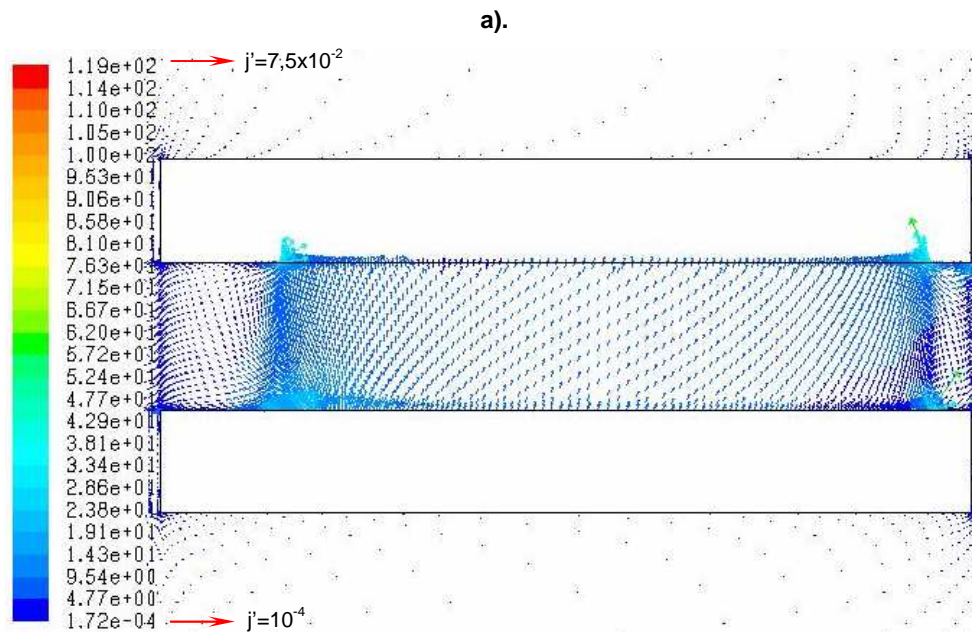 a).
j'=7,5x10⁻²
1.19e+02
1.14e+02
1.10e+02
1.05e+02
1.00e+02
9.53e+01
9.06e+01
8.58e+01
8.10e+01
7.63e+01
7.15e+01
6.67e+01
6.20e+01
5.72e+01
5.24e+01
4.77e+01
4.29e+01
3.81e+01
3.34e+01
2.86e+01
2.38e+01
1.91e+01
1.43e+01
9.54e+00
4.77e+00
1.72e-04
j'=10⁻⁴